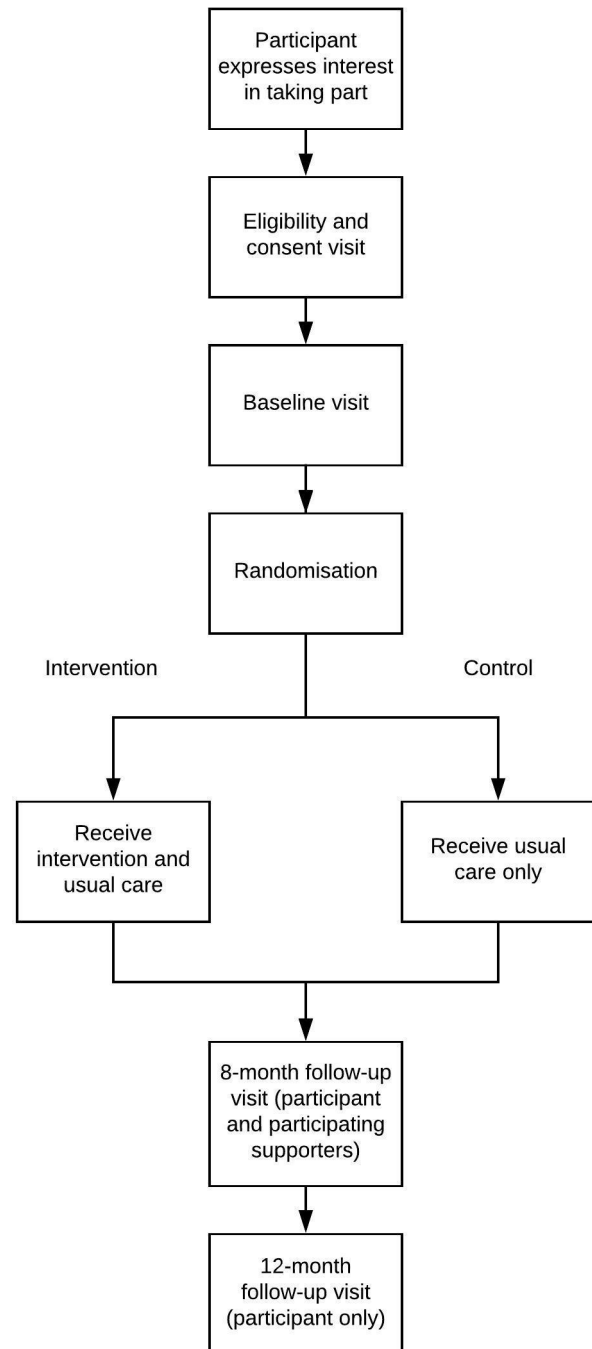 Participant
expresses interest
in taking part
Eligibility and
consent visit
Baseline visit
Randomisation
Intervention
Control
Receive
intervention and
usual care
Receive usual
care only
8-month follow-up
visit (participant
and participating
supporters)
12-month
follow-up visit
(participant only)